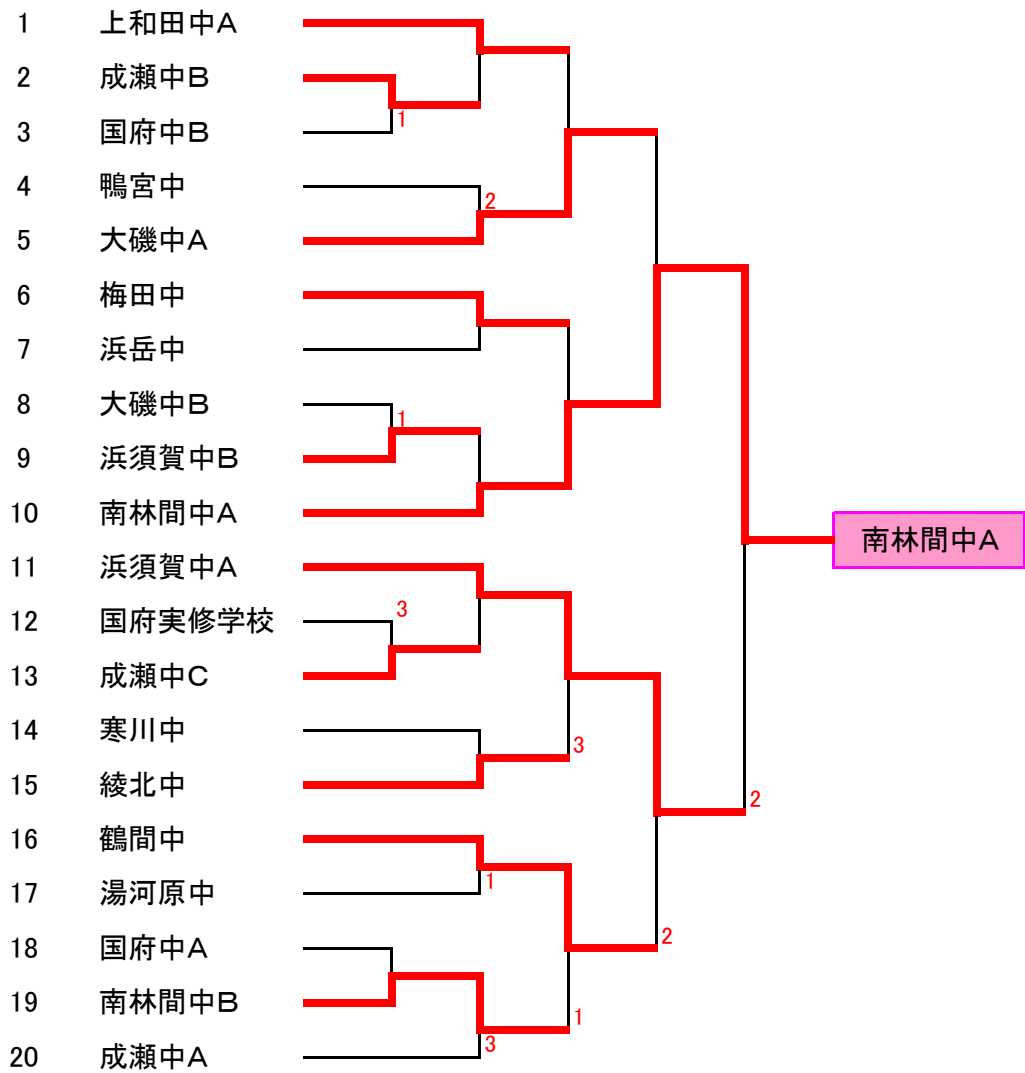 1 上和田中A
2 成瀬中B
1
3 国府中B
4 鴨宮中
2
5 大磯中A
6 梅田中
7 浜岳中
8 大磯中B
1
9 浜須賀中B
10 南林間中A
南林間中A
11 浜須賀中A
12 国府実修学校
3
13 成瀬中C
14 寒川中
3
15 綾北中
2
16 鶴間中
1
17 湯河原中
2
18 国府中A
19 南林間中B
1
3
20 成瀬中A